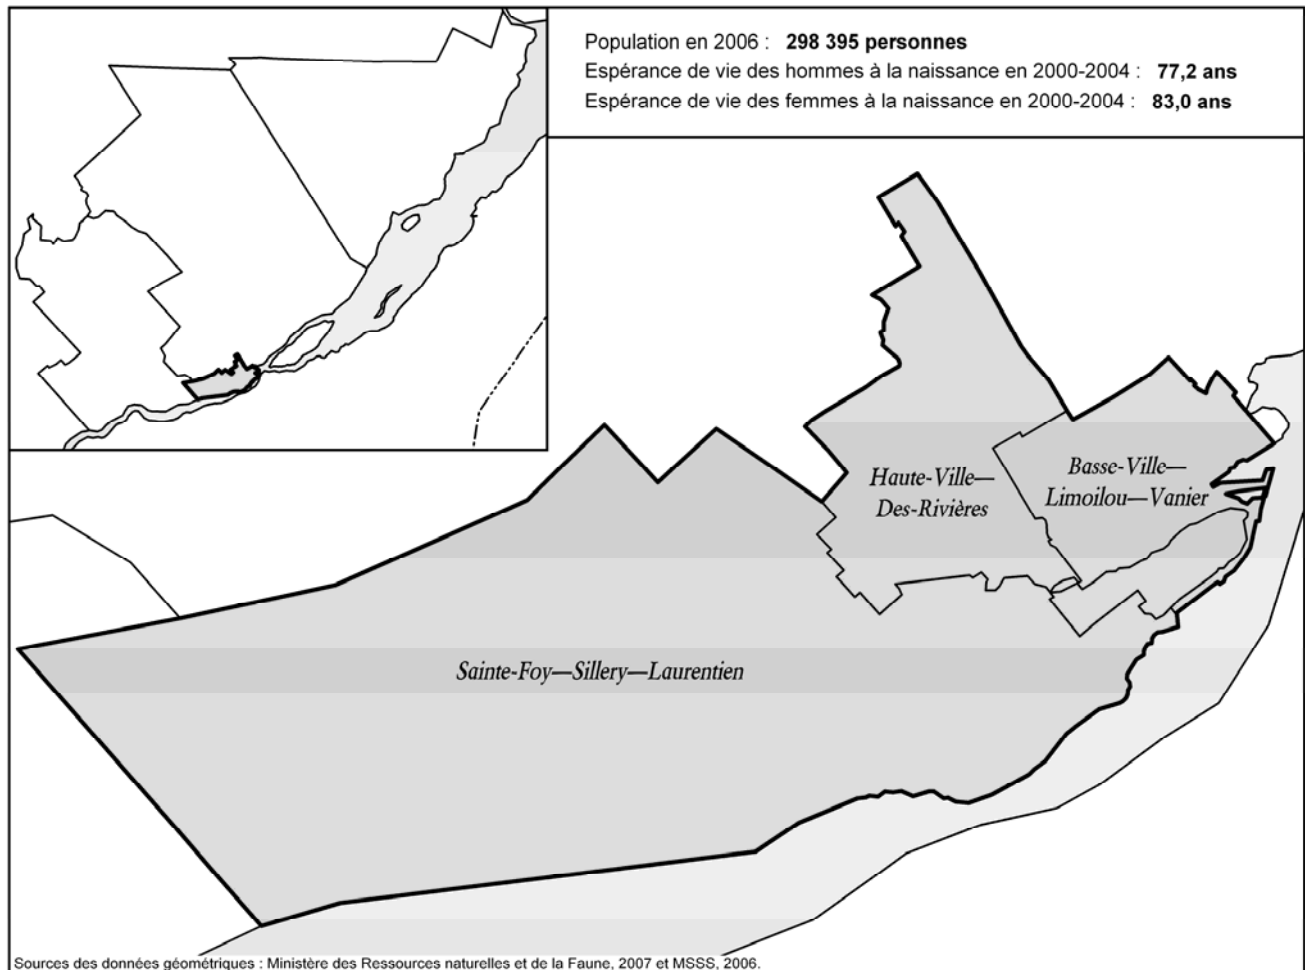 Population en 2006 : 298 395 personnes
Espérance de vie des hommes à la naissance en 2000-2004 : 77,2 ans
Espérance de vie des femmes à la naissance en 2000-2004 : 83,0 ans
Haute-Ville—
Des-Rivières
Basse-Ville—
Limoilou—Vanier
Sainte-Foy—Sillery—Laurentien
Sources des données géométriques : Ministère des Ressources naturelles et de la Faune, 2007 et MSSS, 2006.